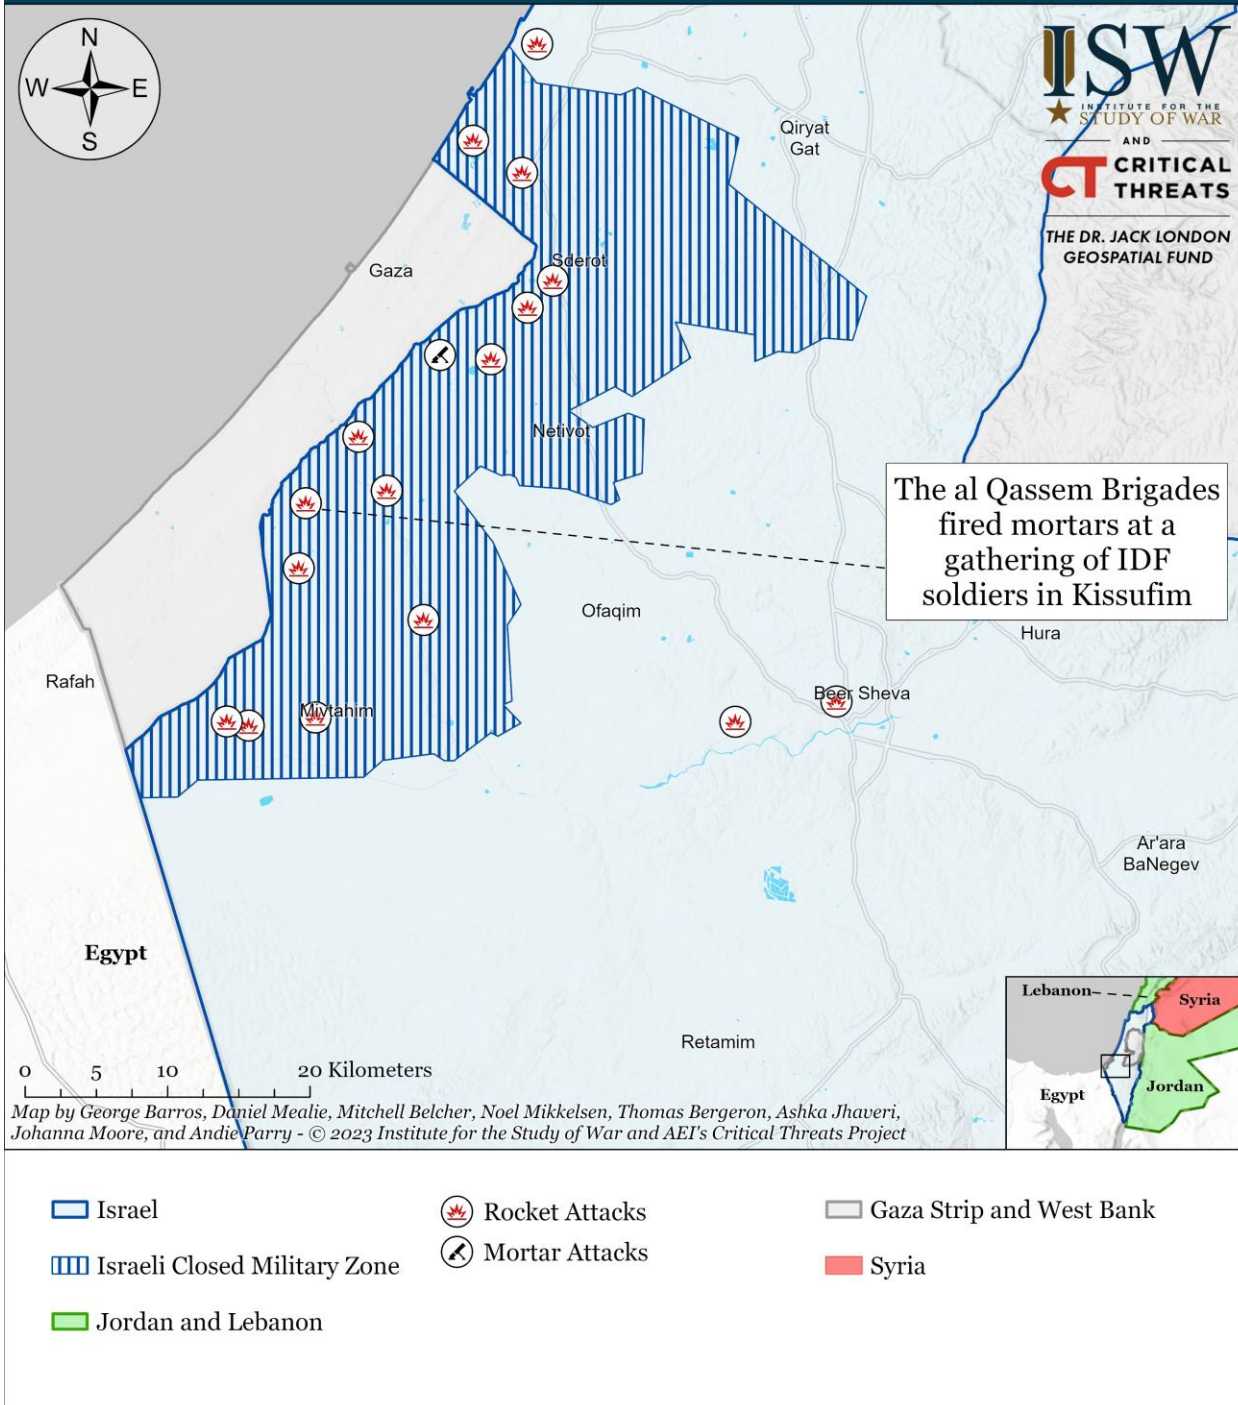 N
W
E
S
ISW
INSTITUTE FOR THE
STUDY OF WAR
AND
CT CRITICAL
THREATS
THE DR. JACK LONDON
GEOSPATIAL FUND
Qiryat
Gat
Sderot
Gaza
Netivot
The al Qassem Brigades
fired mortars at a
gathering of IDF
soldiers in Kissufim
Ofaqim
Hura
Rafah
Beer Sheva
Mivtahim
Ar'ara
BaNegev
Egypt
Retamim
Lebanon
Syria
Egypt
Jordan
0 5 10 20 Kilometers
Map by George Barros, Daniel Mealie, Mitchell Belcher, Noel Mikkelsen, Thomas Bergeron, Ashka Jhaveri,
Johanna Moore, and Andie Parry - © 2023 Institute for the Study of War and AEI's Critical Threats Project
Israel
Rocket Attacks
Gaza Strip and West Bank
Israeli Closed Military Zone
Mortar Attacks
Syria
Jordan and Lebanon